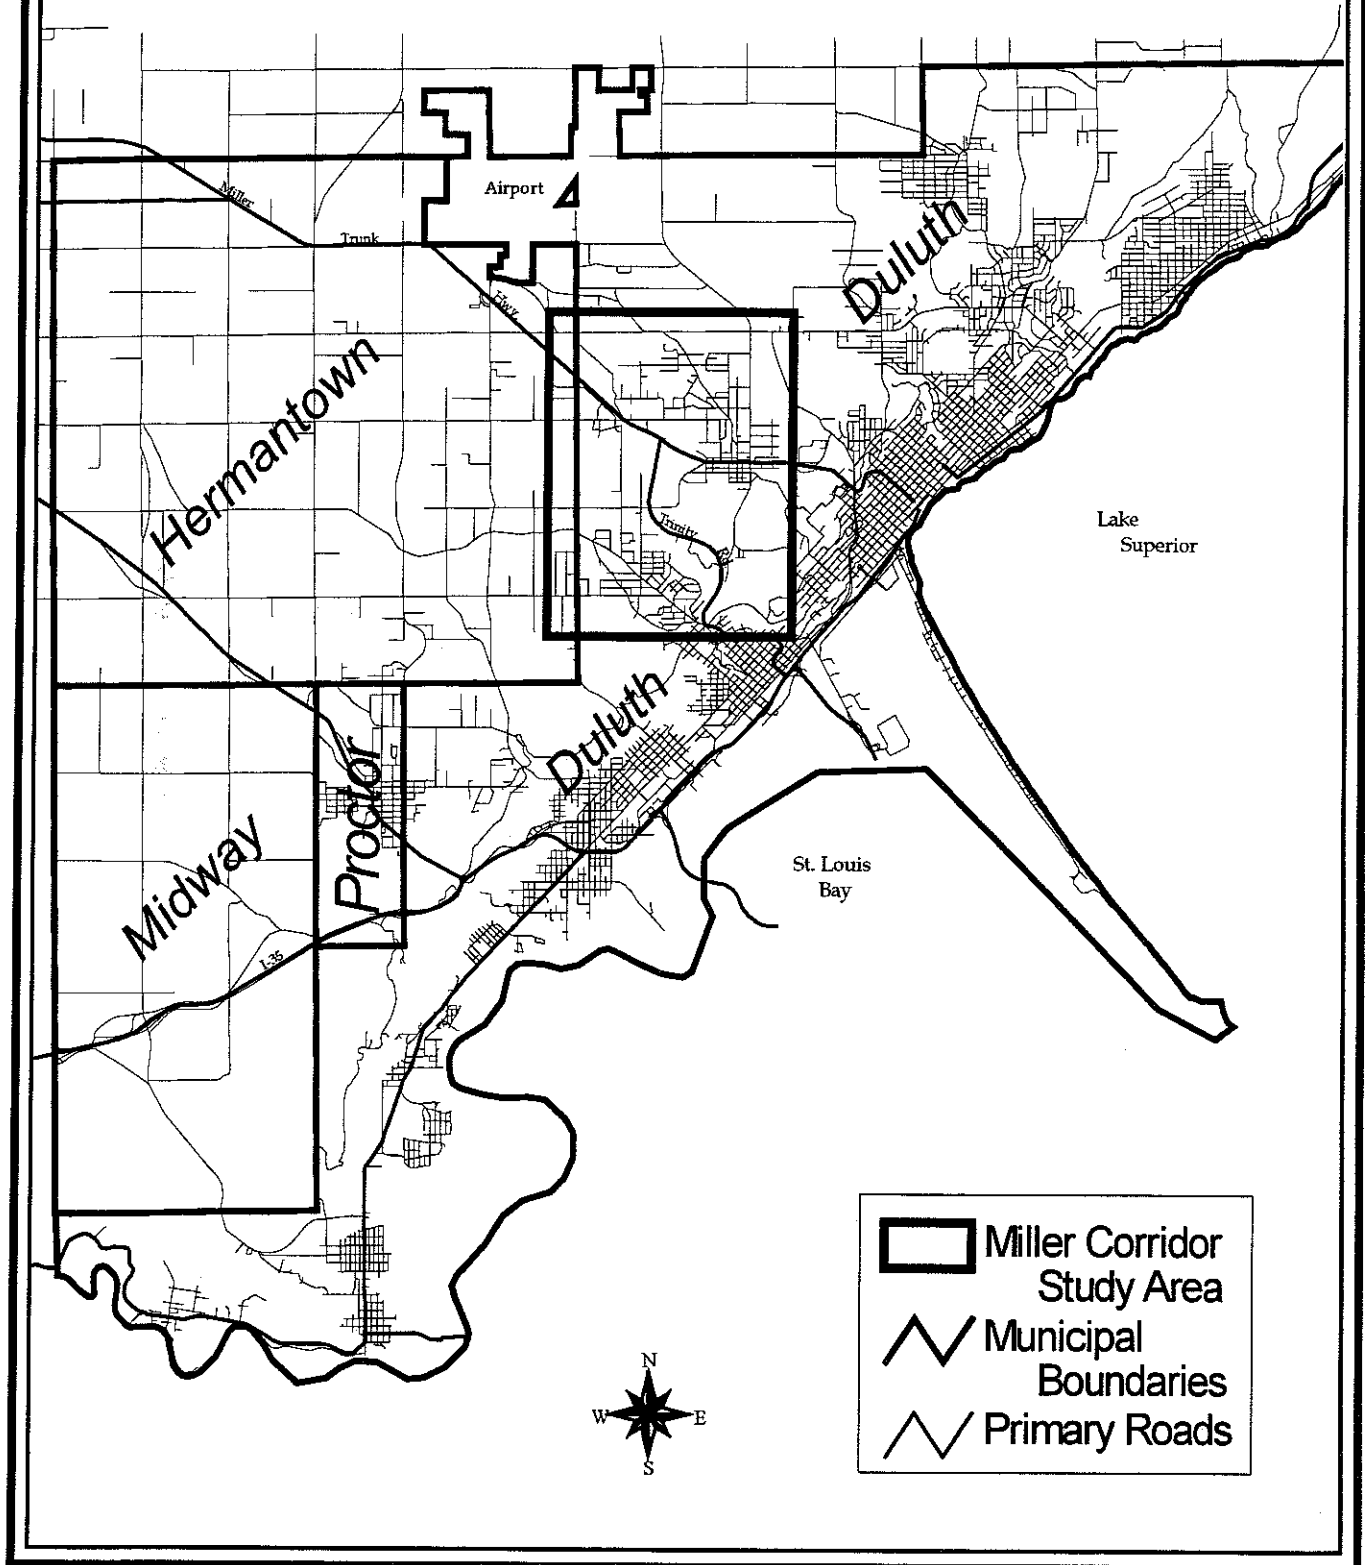 Airport
Miller
Trunk
Hwy.
Duluth
Hermantown
Lake
Superior
Trinity
Duluth
Proctor
Midway
St. Louis
Bay
I-35
Miller Corridor
Study Area
Municipal
Boundaries
Primary Roads
N
W E
S